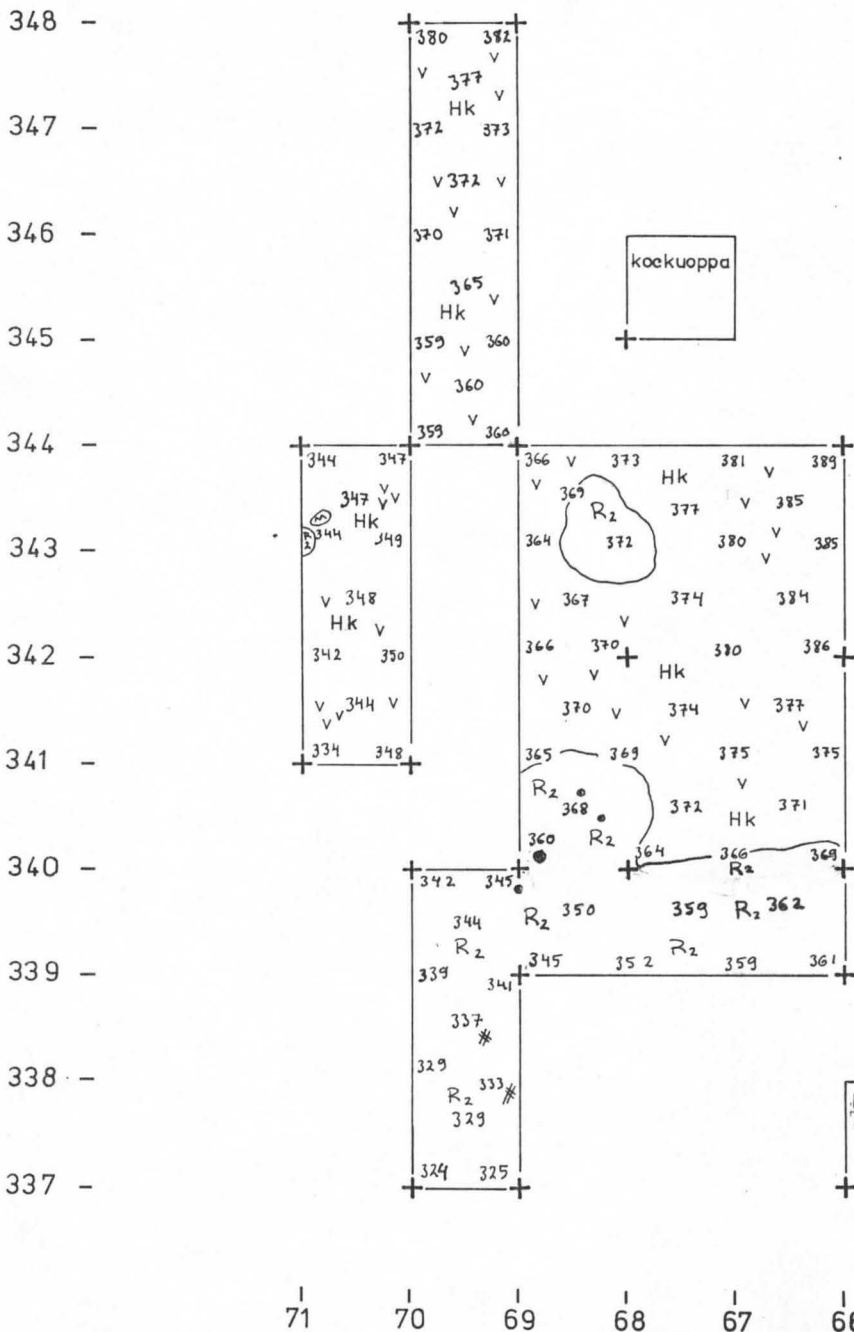 348 –
380 382
v
v 377
v
Hk
347 –
372 373
v 372 v
v
346 –
370 371
koekuoppa
365
v
Hk
345 –
359 360
v
v
360
v
344 –
359 360
344 347
366 v 373 381 389
Hk v
v 369
347 v v
v
v 385
R2 377
Hk
343 –
R2
344 349
364 372 380 385
v
v
v 348
v 367 374 384
Hk v
v
342 –
342 350
366 370 380 386
v v Hk
v 344 v
v
v
370 v 374 v 377
v
v
341 –
334 348
365 369 375 375
R2
v
368 372 371
R2
Hk
360
364 366 369
340 –
R2
342 345
344
R2 350 359 R2 362
R2
R2
339 –
339 341
345 352 359 361
337
338 –
329
333
R2
329
337 –
324 325
71 70 69 68 67